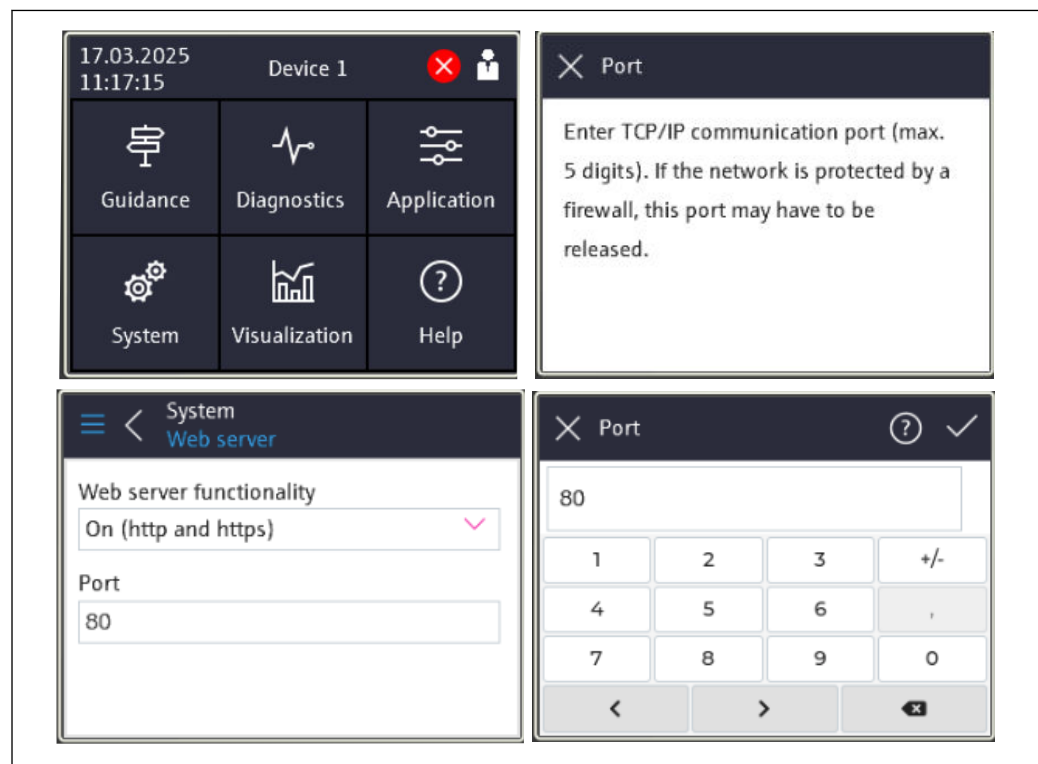 17.03.2025
11:17:15
Device 1
Guidance
Diagnostics
Application
System
Visualization
Help
Port
Enter TCP/IP communication port (max.
5 digits). If the network is protected by a
firewall, this port may have to be
released.
System
Web server
Web server functionality
On (http and https)
Port
80
Port
80
1 2 3 +/-
4 5 6 ,
7 8 9 0